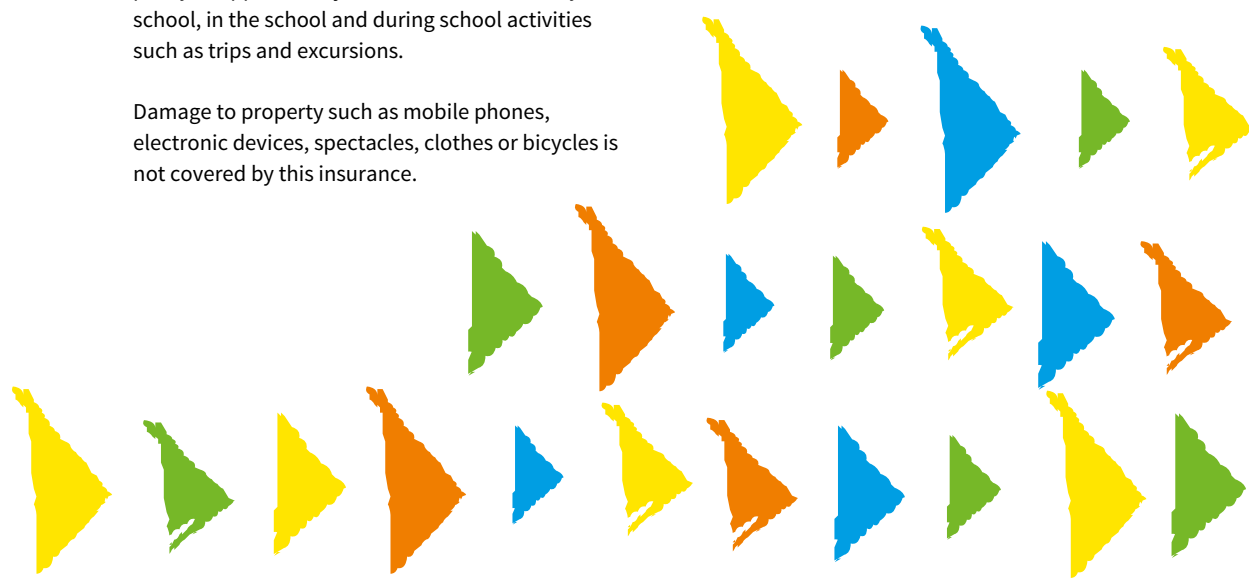 school, in the school and during school activities
such as trips and excursions.
Damage to property such as mobile phones,
electronic devices, spectacles, clothes or bicycles is
not covered by this insurance.